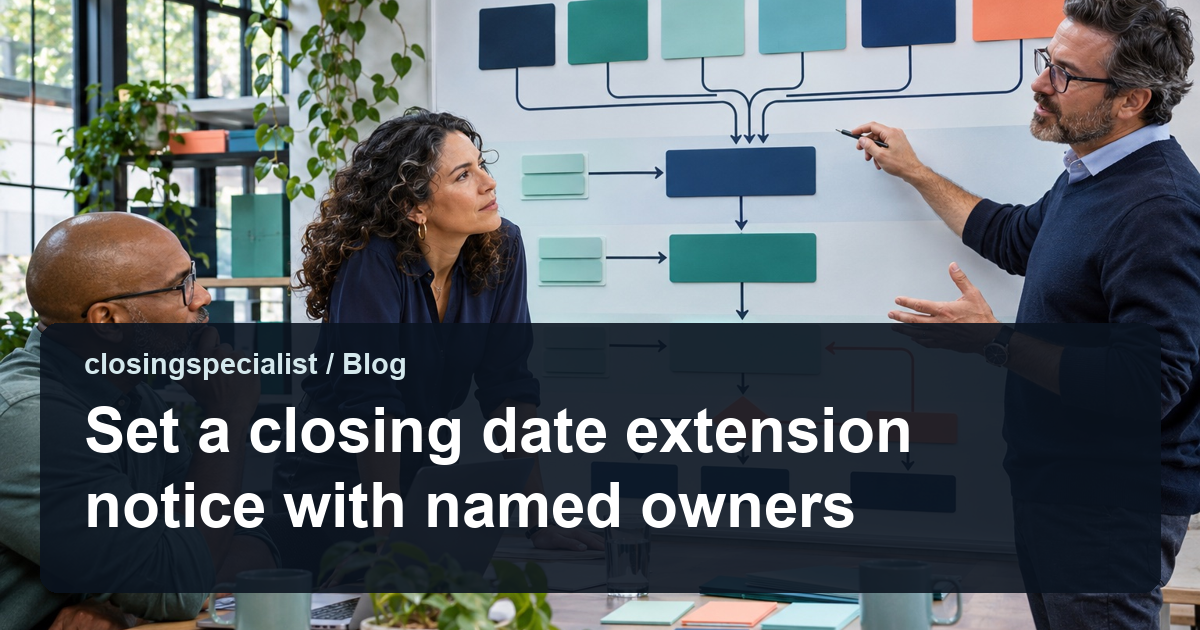 closingspecialist / Blog
Set a closing date extension
notice with named owners